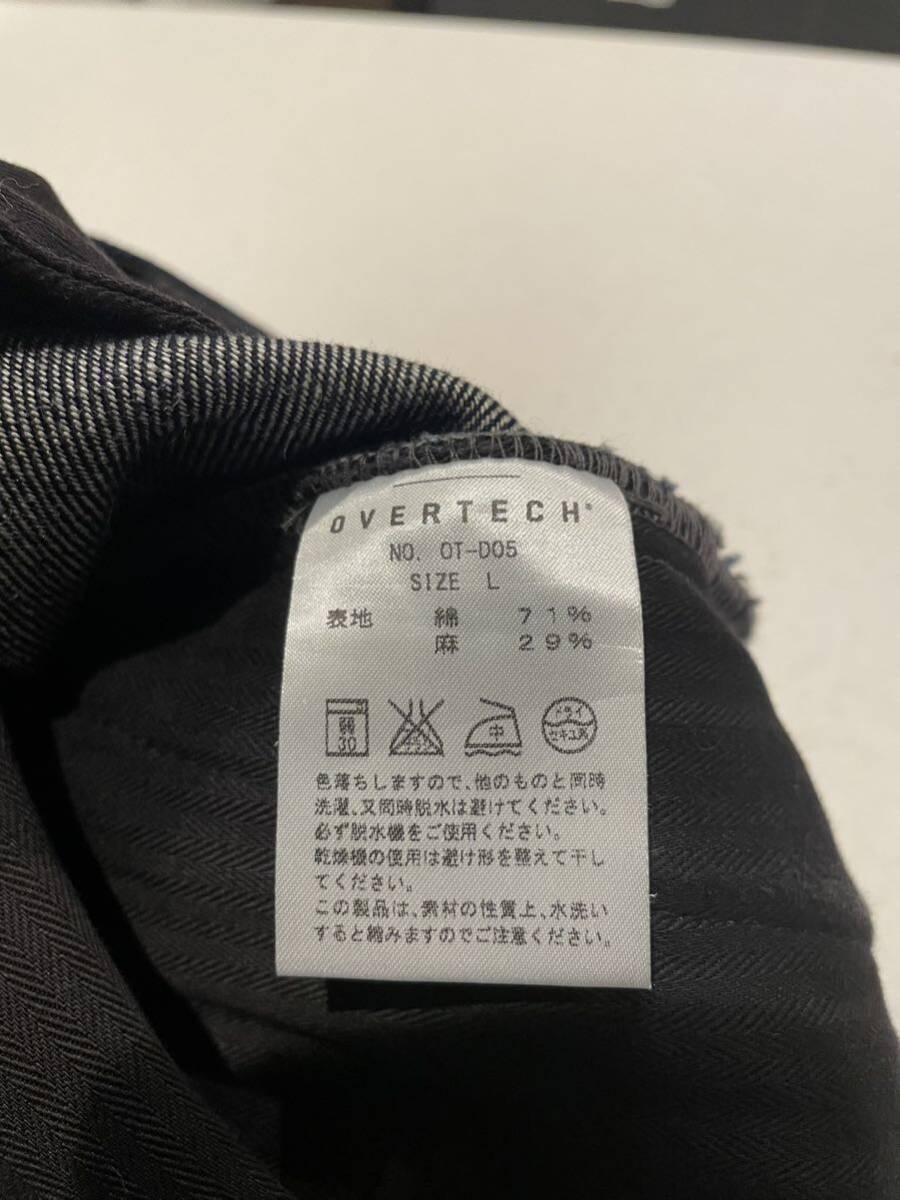 OVERTECH®
NO. OT-D05
SIZE L
表地 綿 71%
麻 29%
弱 30
エンソサラシ
中
ドライ
セキユ系
色落ちしますので、他のものと同時
洗濯、又同時脱水は避けてください。
必ず脱水機をご使用ください。
乾燥機の使用は避け形を整えて干し
てください。
この製品は、素材の性質上、水洗い
すると縮みますのでご注意ください。